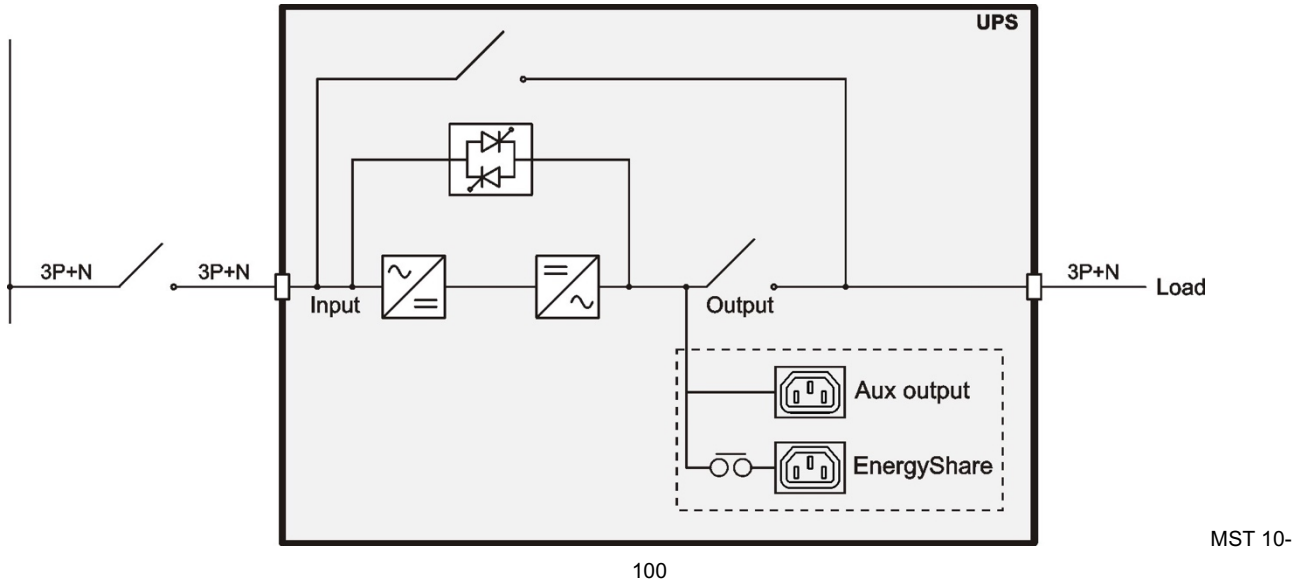 UPS
3P+N
3P+N
Input
Output
3P+N
Load
Aux output
EnergyShare
MST 10-
100